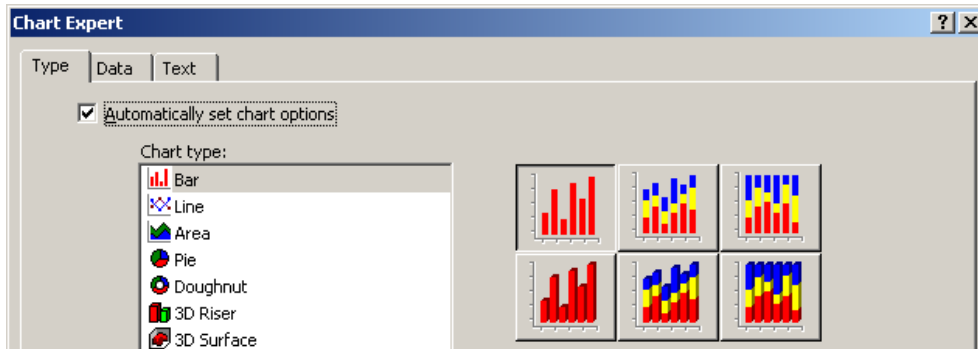 Chart Expert
Type Data Text
Automatically set chart options
Chart type:
Bar
Line
Area
Pie
Doughnut
3D Riser
3D Surface